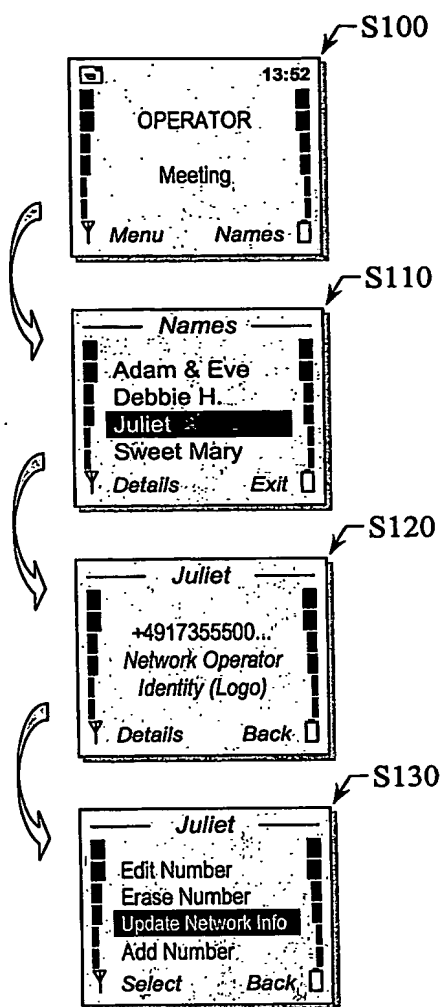 S100
13:52
OPERATOR
Meeting
Menu Names
S110
Names
Adam & Eve
Debbie H.
Juliet
Sweet Mary
Details Exit
S120
Juliet
+4917355500...
Network Operator
Identity (Logo)
Details Back
S130
Juliet
Edit Number
Erase Number
Update Network Info
Add Number
Select Back